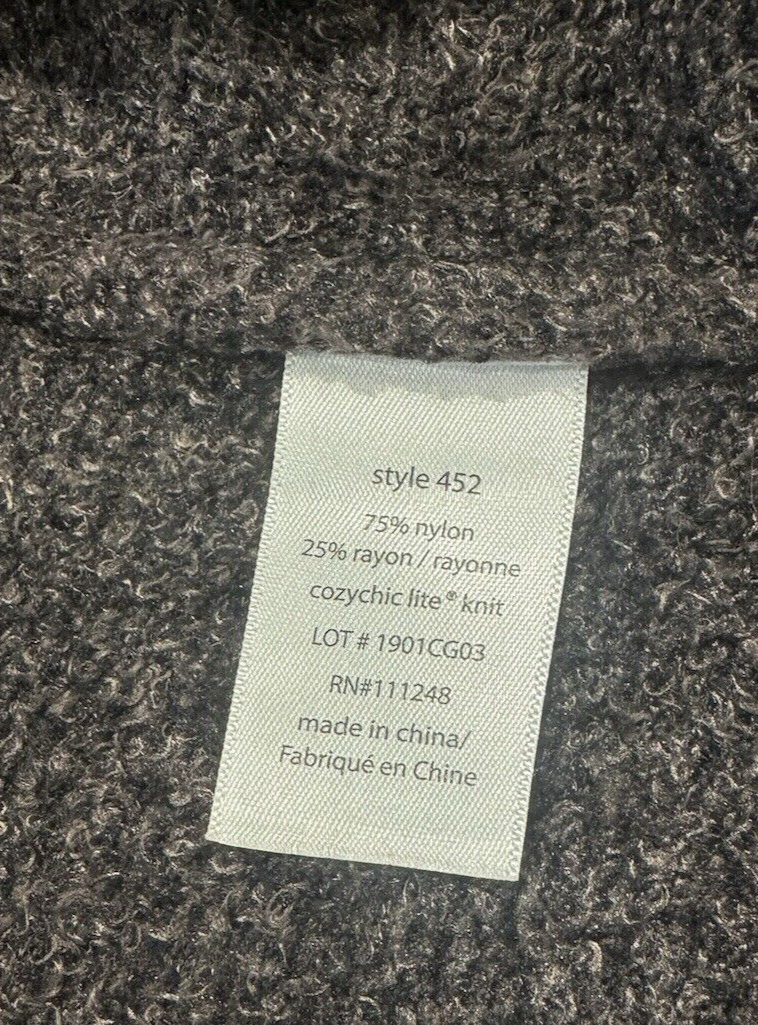 style 452
75% nylon
25% rayon / rayonne
cozychic lite® knit
LOT # 1901CG03
RN#111248
made in china/
Fabriqué en Chine